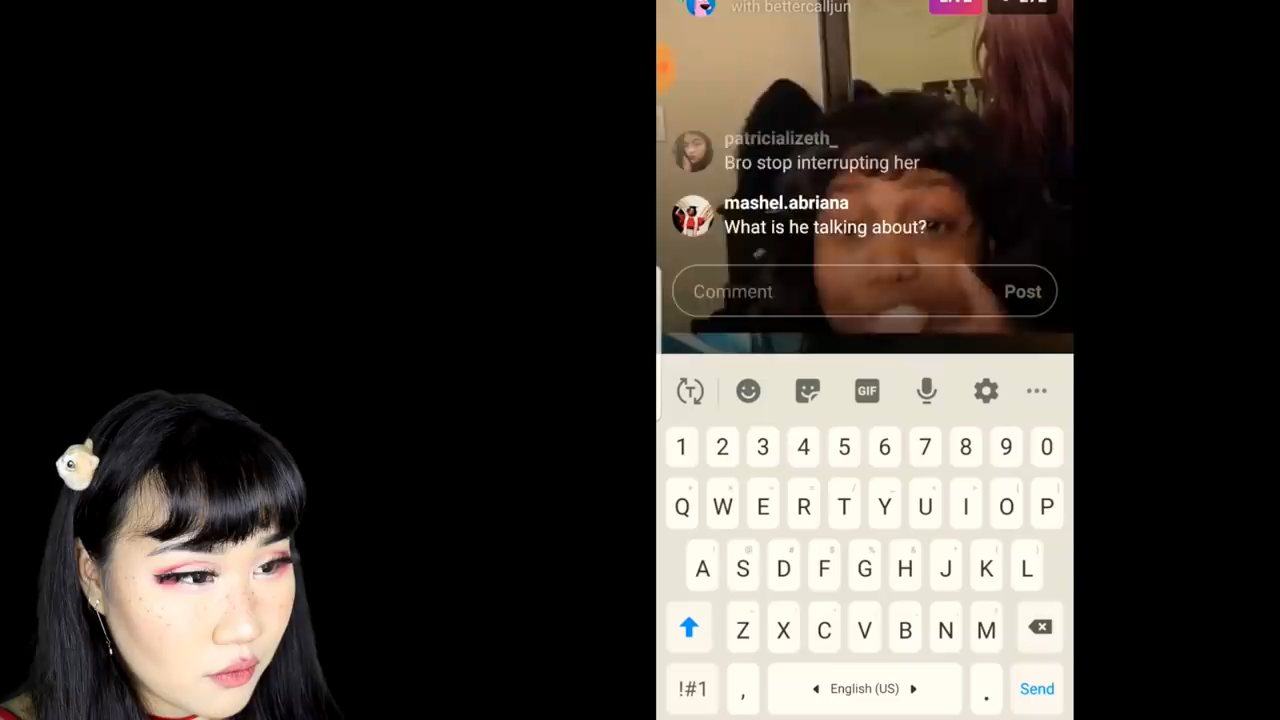 with bettercalljun
LIVE
patricializeth_
Bro stop interrupting her
mashel.abriana
What is he talking about?
Comment
Post
T
GIF
1 2 3 4 5 6 7 8 9 0
Q W E R T Y U I O P
A S D F G H J K L
Z X C V B N M
!#1 , English (US) . Send